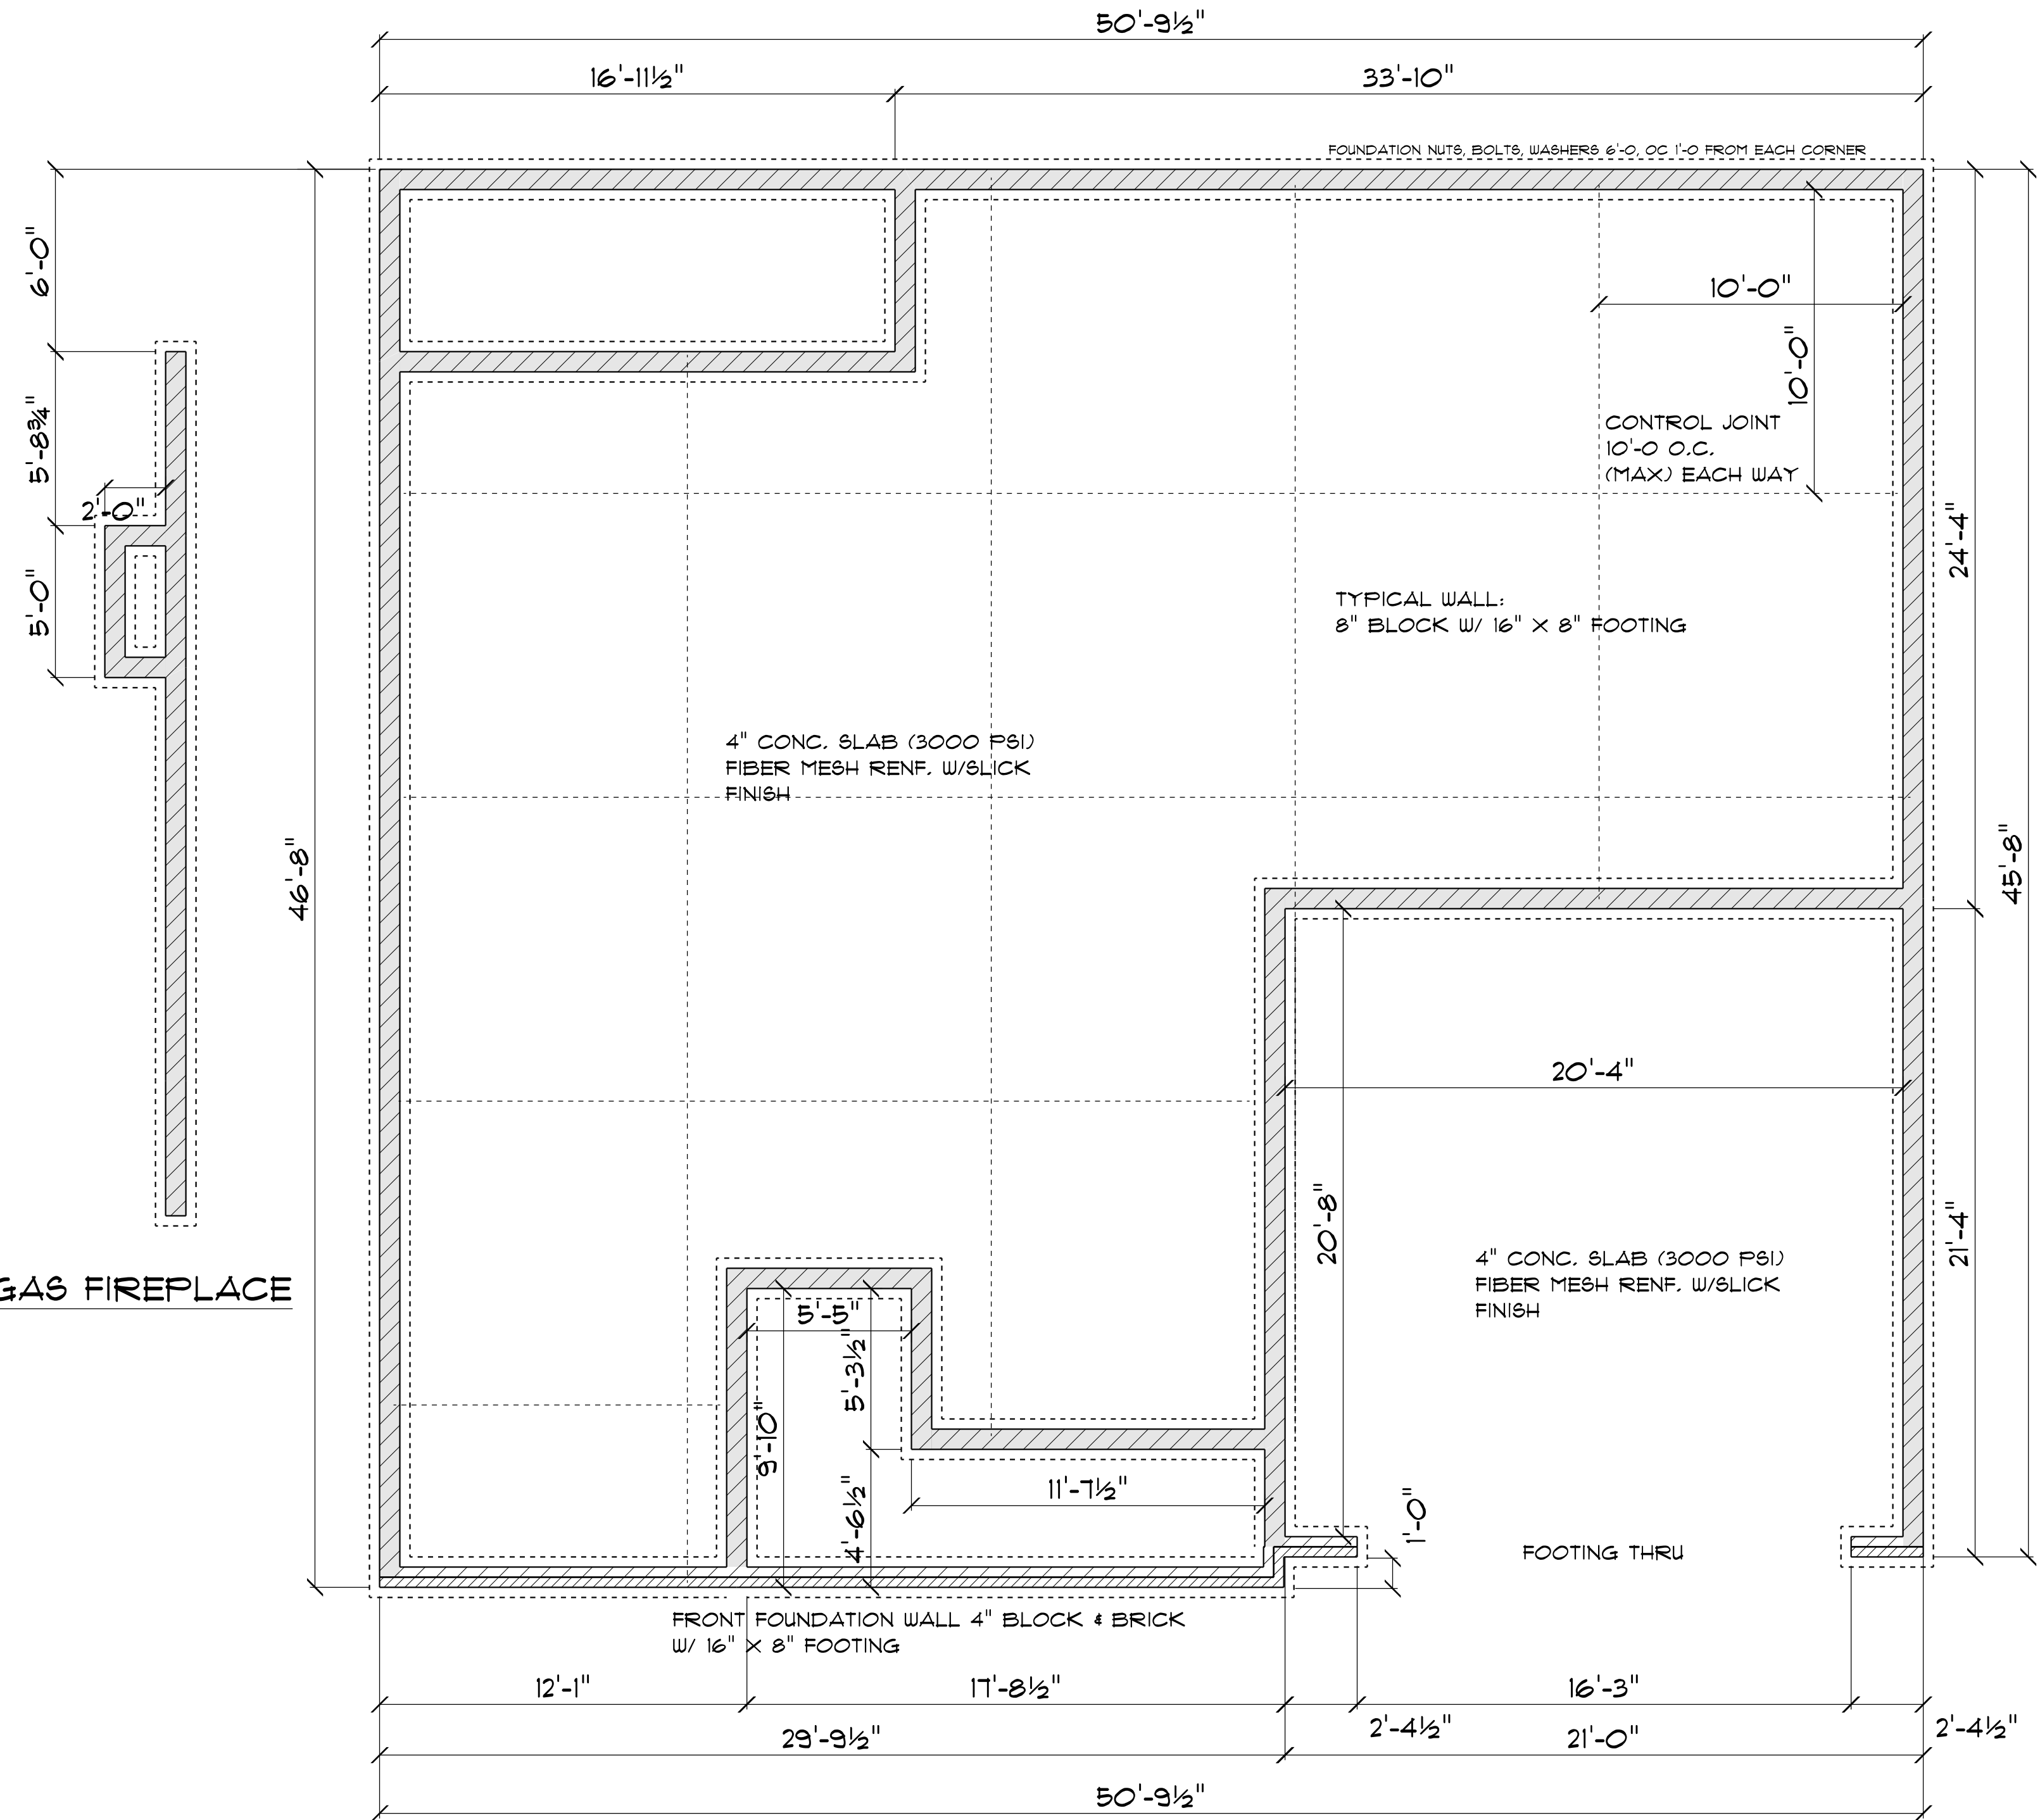 50'-9½"
16'-11½"
33'-10"
FOUNDATION NUTS, BOLTS, WASHERS 6'-0, OC 1'-0 FROM EACH CORNER
6'-0"
10'-0"
10'-0"
5'-8¾"
CONTROL JOINT
10'-0 O.C.
(MAX) EACH WAY
2'-0"
24'-4"
5'-0"
TYPICAL WALL:
8" BLOCK W/ 16" X 8" FOOTING
4" CONC. SLAB (3000 PSI)
FIBER MESH RENF. W/SLICK
FINISH
46'-8"
45'-8"
20'-4"
20'-8"
21'-4"
4" CONC. SLAB (3000 PSI)
FIBER MESH RENF. W/SLICK
FINISH
GAS FIREPLACE
5'-5"
5'-3½"
9'-10"
11'-7½"
4'-6½"
1'-0"
FOOTING THRU
FRONT FOUNDATION WALL 4" BLOCK & BRICK
W/ 16" X 8" FOOTING
12'-1"
17'-8½"
16'-3"
2'-4½"
2'-4½"
29'-9½"
21'-0"
50'-9½"